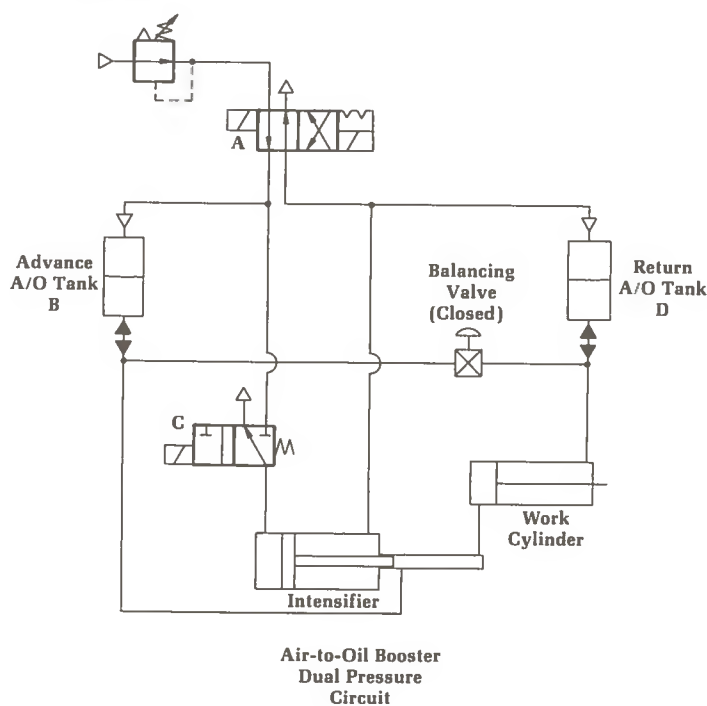 A
Advance
A/O Tank
B
Balancing
Valve
(Closed)
Return
A/O Tank
D
C
Work
Cylinder
Intensifier
Air-to-Oil Booster
Dual Pressure
Circuit